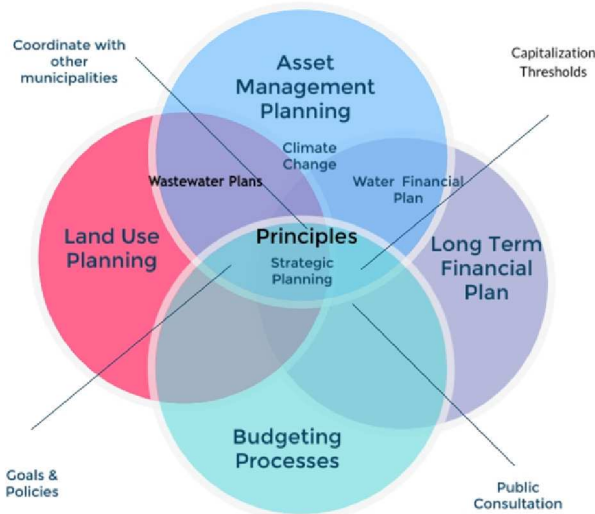 Coordinate with
other
municipalities
Capitalization
Thresholds
Asset
Management
Planning
Climate
Change
Wastewater Plans
Water Financial
Plan
Land Use
Planning
Principles
Strategic
Planning
Long Term
Financial
Plan
Budgeting
Processes
Goals &
Policies
Public
Consultation